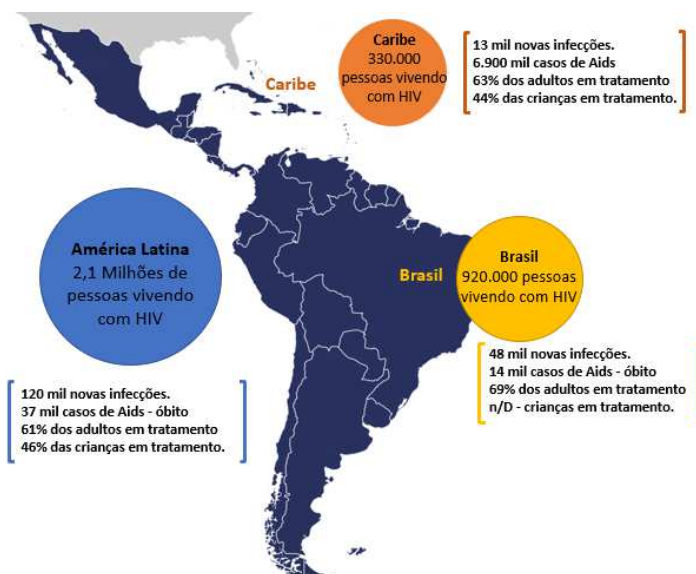 Caribe
330.000
pessoas vivendo
com HIV
13 mil novas infecções.
6.900 mil casos de Aids
63% dos adultos em tratamento
44% das crianças em tratamento.
Caribe
América Latina
2,1 Milhões de
pessoas vivendo
com HIV
120 mil novas infecções.
37 mil casos de Aids - óbito
61% dos adultos em tratamento
46% das crianças em tratamento.
Brasil
Brasil
920.000 pessoas
vivendo com HIV
48 mil novas infecções.
14 mil casos de Aids - óbito
69% dos adultos em tratamento
n/D - crianças em tratamento.